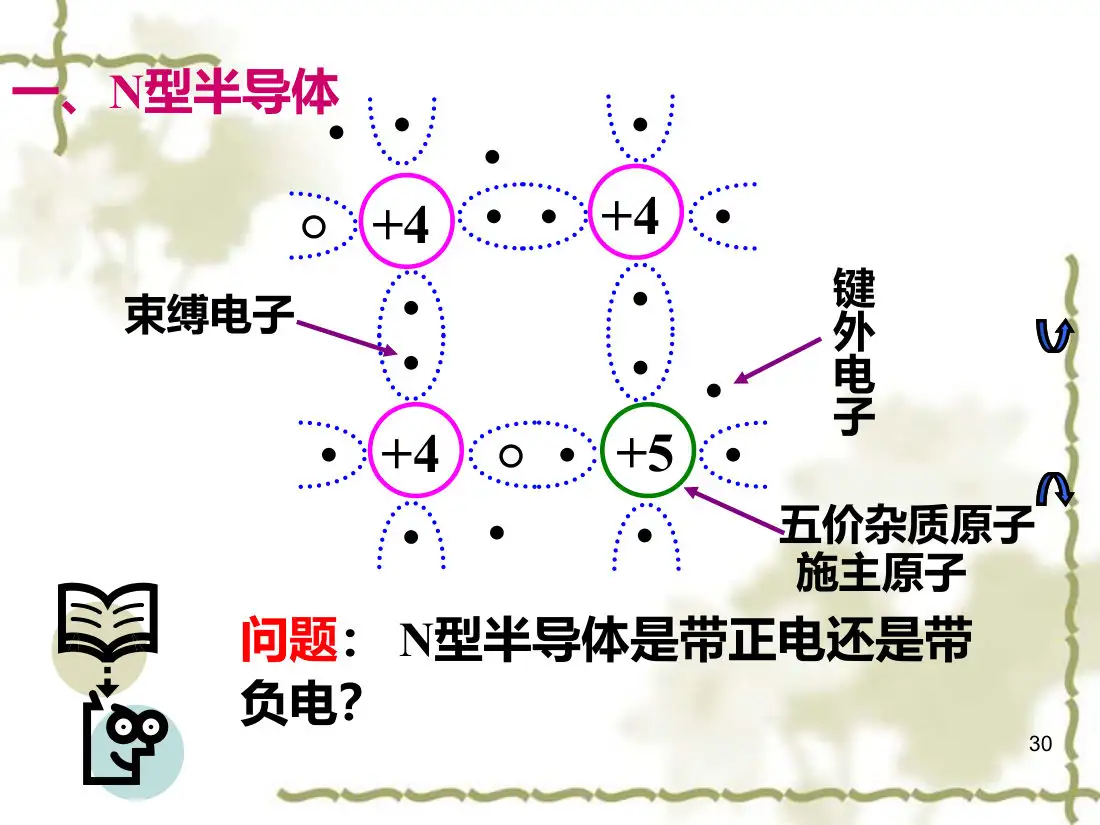 一、N型半导体
+4
+4
束缚电子
键外电子
+4
+5
五价杂质原子
施主原子
问题： N型半导体是带正电还是带
负电？
30